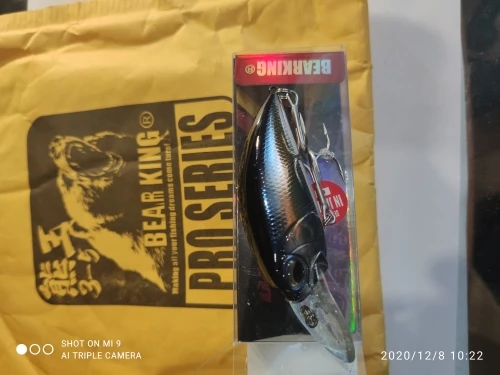 BEARKING®
BEAR KING®
Making all your fishing dreams come true!
PRO SERIES
熊王
SHOT ON MI 9
AI TRIPLE CAMERA
2020/12/8 10:22